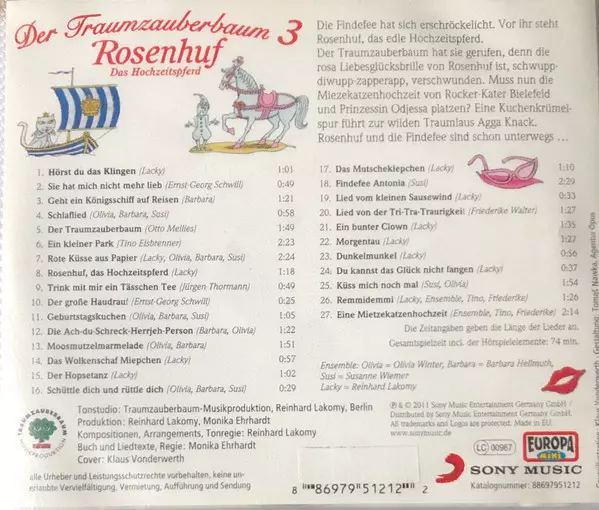 Der Traumzauberbaum 3
Rosenhuf
Das Hochzeitspferd
Die Findefee hat sich erschröckelicht. Vor ihr steht
Rosenhuf, das edle Hochzeitspferd.
Der Traumzauberbaum hat sie gerufen, denn die
rosa Liebesglücksbrille von Rosenhuf ist, schwupp-
diwupp-zapperapp, verschwunden. Muss nun die
Miezekatzenhochzeit von Rocker-Kater Bielefeld
und Prinzessin Odjessa platzen? Eine Kuchenkrümel-
spur führt zur wilden Traumlaus Agga Knack.
Rosenhuf und die Findefee sind schon unterwegs ...
1. Hörst du das Klingen (Lacky) 1:01
2. Sie hat mich nicht mehr lieb (Ernst-Georg Schwill) 0:49
3. Geht ein Königsschiff auf Reisen (Barbara) 1:21
4. Schlaflied (Olivia, Barbara, Susi) 0:58
5. Der Traumzauberbaum (Otto Mellies) 1:49
6. Ein kleiner Park (Tino Eisbrenner) 2:23
7. Rote Küsse aus Papier (Lacky, Olivia, Barbara, Susi) 2:24
8. Rosenhuf, das Hochzeitspferd (Lacky) 1:18
9. Trink mit mir ein Tässchen Tee (Jürgen Thormann) 0:49
10. Der große Haudrau! (Ernst-Georg Schwill) 0:25
11. Geburtstagskuchen (Olivia, Barbara, Susi) 1:05
12. Die Ach-du-Schreck-Herrjeh-Person (Barbara, Olivia) 1:22
13. Moosmutzelmarmelade (Olivia, Barbara) 1:51
14. Das Wolkenschaf Miepchen (Lacky) 0:57
15. Der Hopsetanz (Lacky) 1:02
16. Schüttle dich und rüttle dich (Olivia, Barbara, Susi) 0:29
17. Das Mutschekiepchen (Lacky) 1:10
18. Findefee Antonia (Susi) 2:29
19. Lied vom kleinen Sausewind (Lacky)
20. Lied von der Tri-Tra-Traurigkeit (Friederike Walter) 1:27
21. Ein bunter Clown (Lacky) 1:35
22. Morgentau (Lacky) 1:27
23. Dunkelmunkel (Lacky) 0:56
24. Du kannst das Glück nicht fangen (Lacky) 0:37
25. Küss mich noch mal (Susi, Olivia) 1:54
26. Remmidemmi (Lacky, Ensemble, Tino, Friederike) 1:26
27. Eine Mietzekatzenhochzeit (Ensemble, Tino, Friederike) 2:14
Die Zeitangaben geben die Länge der Lieder an.
Gesamtspielzeit incl. der Hörspielelemente: 74 min.
Ensemble: Olivia = Olivia Winter, Barbara = Barbara Hellmuth,
Susi = Susanne Wiemer
Lacky = Reinhard Lakomy
TRAUMZAUBERBAUM
MUSIKPRODUKTION
Tonstudio: Traumzauberbaum-Musikproduktion, Reinhard Lakomy, Berlin
Produktion: Reinhard Lakomy, Monika Ehrhardt
Kompositionen, Arrangements, Tonregie: Reinhard Lakomy
Buch und Liedtexte, Regie: Monika Ehrhardt
Cover: Klaus Vonderwerth
alle Urheber und Leistungsschutzrechte vorbehalten, keine un-
erlaubte Vervielfältigung, Vermietung, Aufführung und Sendung
8 86979 51212 2
℗ & © 2011 Sony Music Entertainment Germany GmbH /
Distributed by Sony Music Entertainment Germany GmbH.
All trademarks and Logos are protected. Made in EU.
www.sonymusic.de
LC 00967
EUROPA
MINI
SONY MUSIC
Katalognummer: 88697951212
Gestaltung: Tomas Nawka, Agentur Open
Klaus Vonderwerth